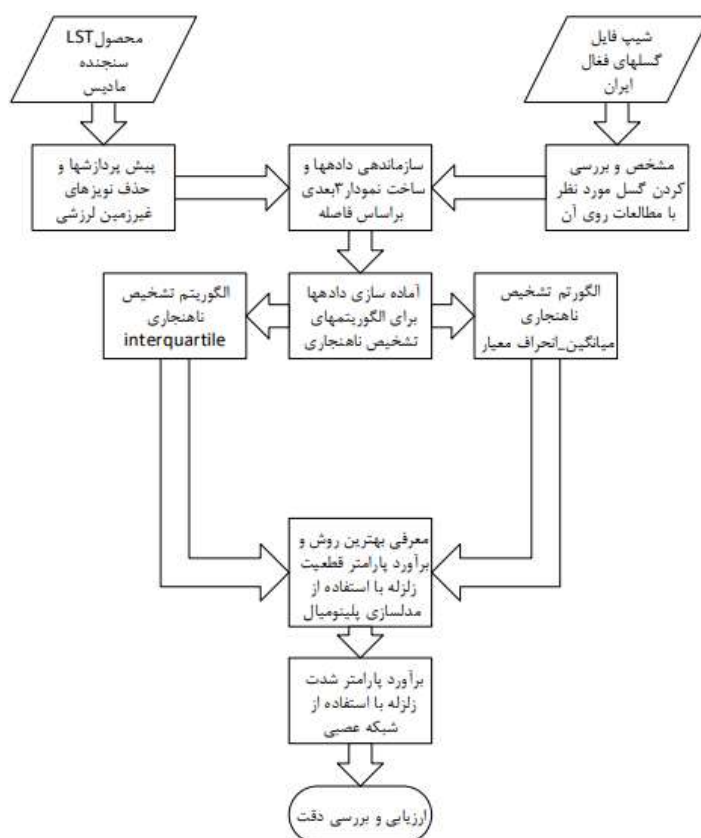 شیپ فایل
گسلهای فغال
ایران
محصول LST
سنجنده
مادیس
مشخص و بررسی
کردن گسل مورد نظر
با مطالعات روی آن
سازماندهی دادهها و
ساخت نمودار ۳بعدی
براساس فاصله
پیش پردازشها و
حذف نویزهای
غیرزمین لرزشی
الگورتم تشخیص
ناهنجاری
میانگین_انحراف معیار
آماده سازی دادهها
برای الگوریتمهای
تشخیص ناهنجاری
الگوریتم تشخیص
ناهنجاری
interquartile
معرفی بهترین روش و
برآورد پارامتر قطعیت
زلزله با استفاده از
مدلسازی پلینومیال
برآورد پارامتر شدت
زلزله با استفاده از
شبکه عصبی
ارزیابی و بررسی دقت